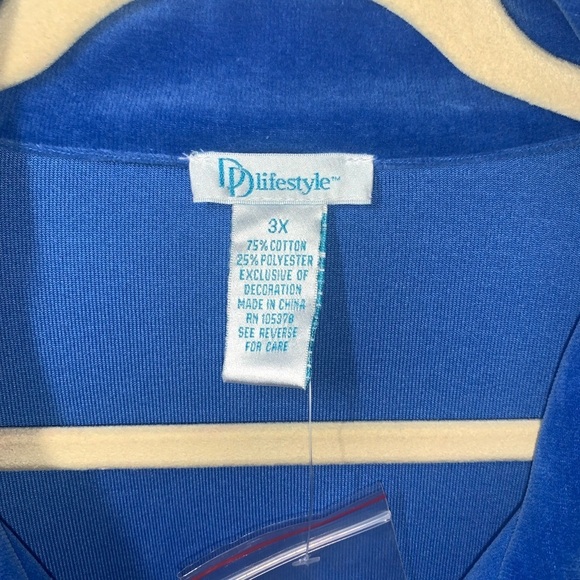 DD lifestyle™
3X
75% COTTON
25% POLYESTER
EXCLUSIVE OF
DECORATION
MADE IN CHINA
RN 105378
SEE REVERSE
FOR CARE